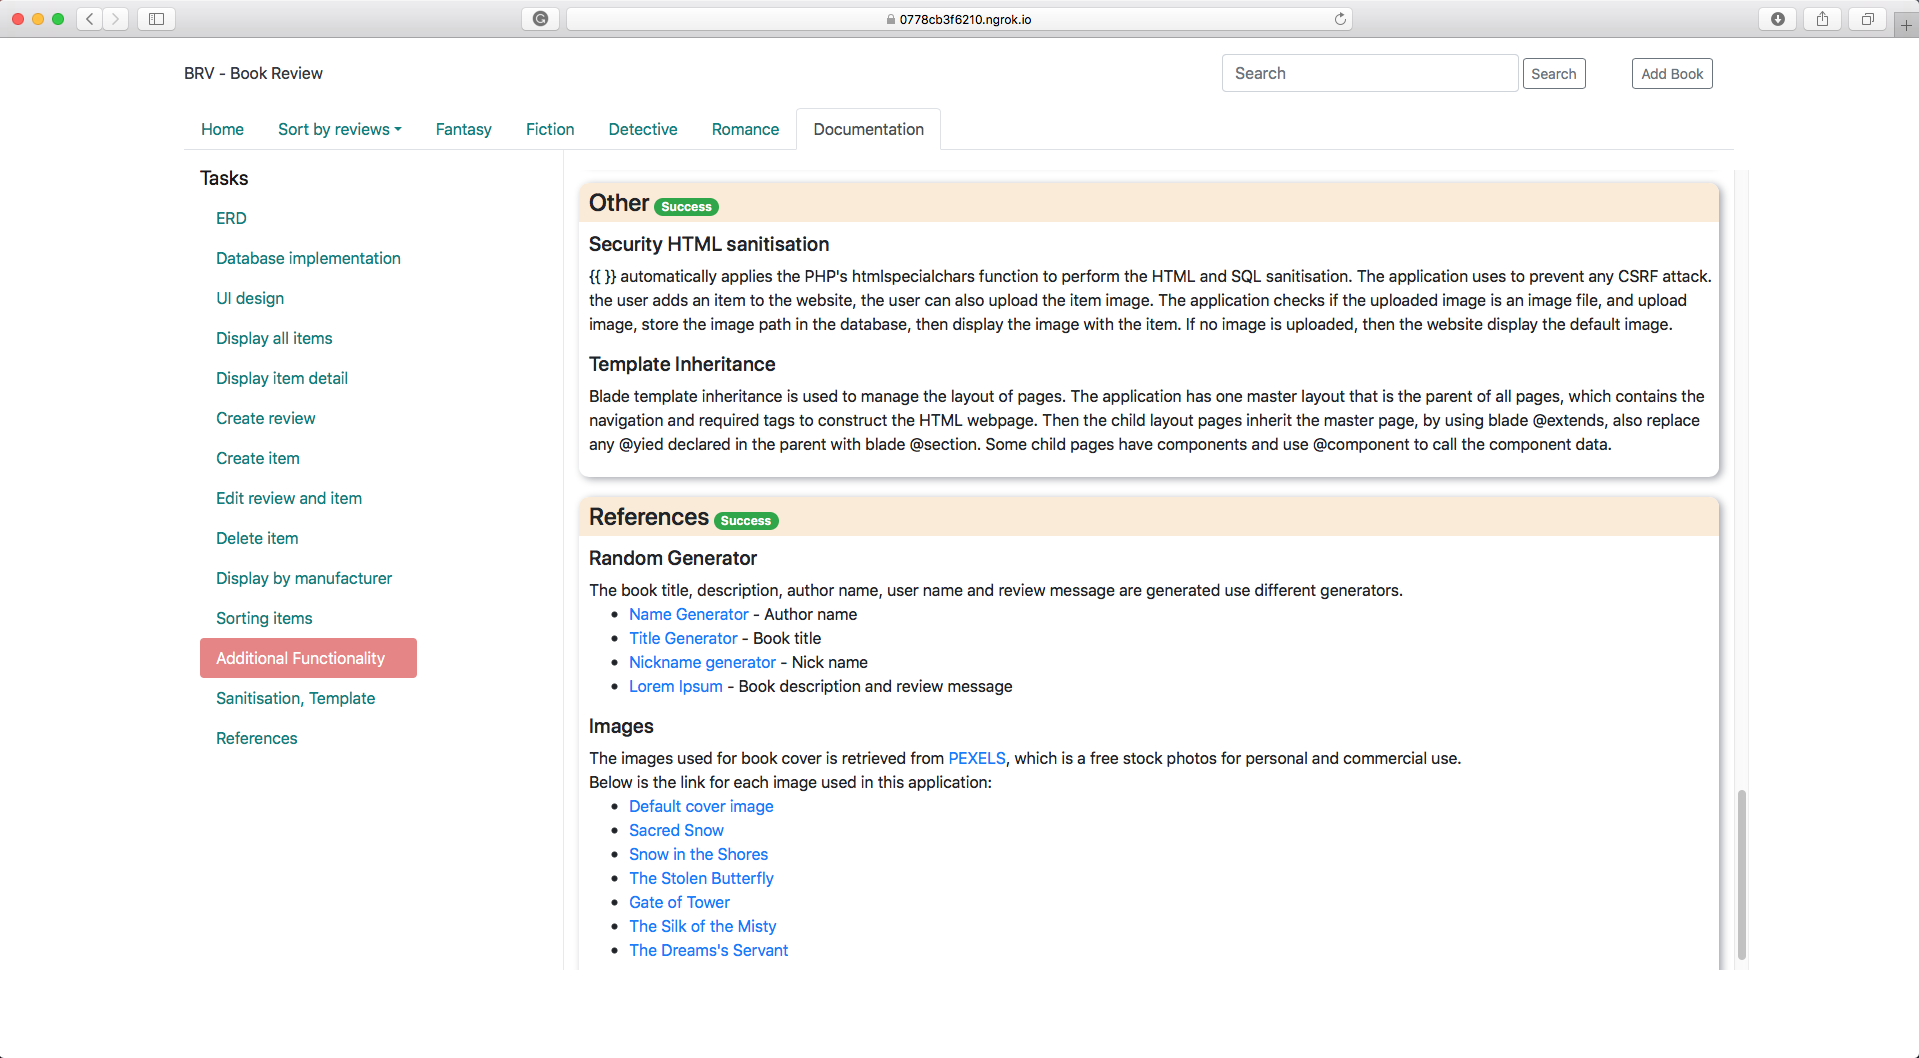 0778cb3f6210.ngrok.io
BRV - Book Review
Search
Search
Add Book
Home
Sort by reviews
Fantasy
Fiction
Detective
Romance
Documentation
Tasks
ERD
Database implementation
UI design
Display all items
Display item detail
Create review
Create item
Edit review and item
Delete item
Display by manufacturer
Sorting items
Additional Functionality
Sanitisation, Template
References
Other Success
Security HTML sanitisation
{{ }} automatically applies the PHP's htmlspecialchars function to perform the HTML and SQL sanitisation. The application uses to prevent any CSRF attack.
the user adds an item to the website, the user can also upload the item image. The application checks if the uploaded image is an image file, and upload
image, store the image path in the database, then display the image with the item. If no image is uploaded, then the website display the default image.
Template Inheritance
Blade template inheritance is used to manage the layout of pages. The application has one master layout that is the parent of all pages, which contains the
navigation and required tags to construct the HTML webpage. Then the child layout pages inherit the master page, by using blade @extends, also replace
any @yied declared in the parent with blade @section. Some child pages have components and use @component to call the component data.
References Success
Random Generator
The book title, description, author name, user name and review message are generated use different generators.
• Name Generator - Author name
• Title Generator - Book title
• Nickname generator - Nick name
• Lorem Ipsum - Book description and review message
Images
The images used for book cover is retrieved from PEXELS, which is a free stock photos for personal and commercial use.
Below is the link for each image used in this application:
• Default cover image
• Sacred Snow
• Snow in the Shores
• The Stolen Butterfly
• Gate of Tower
• The Silk of the Misty
• The Dreams's Servant